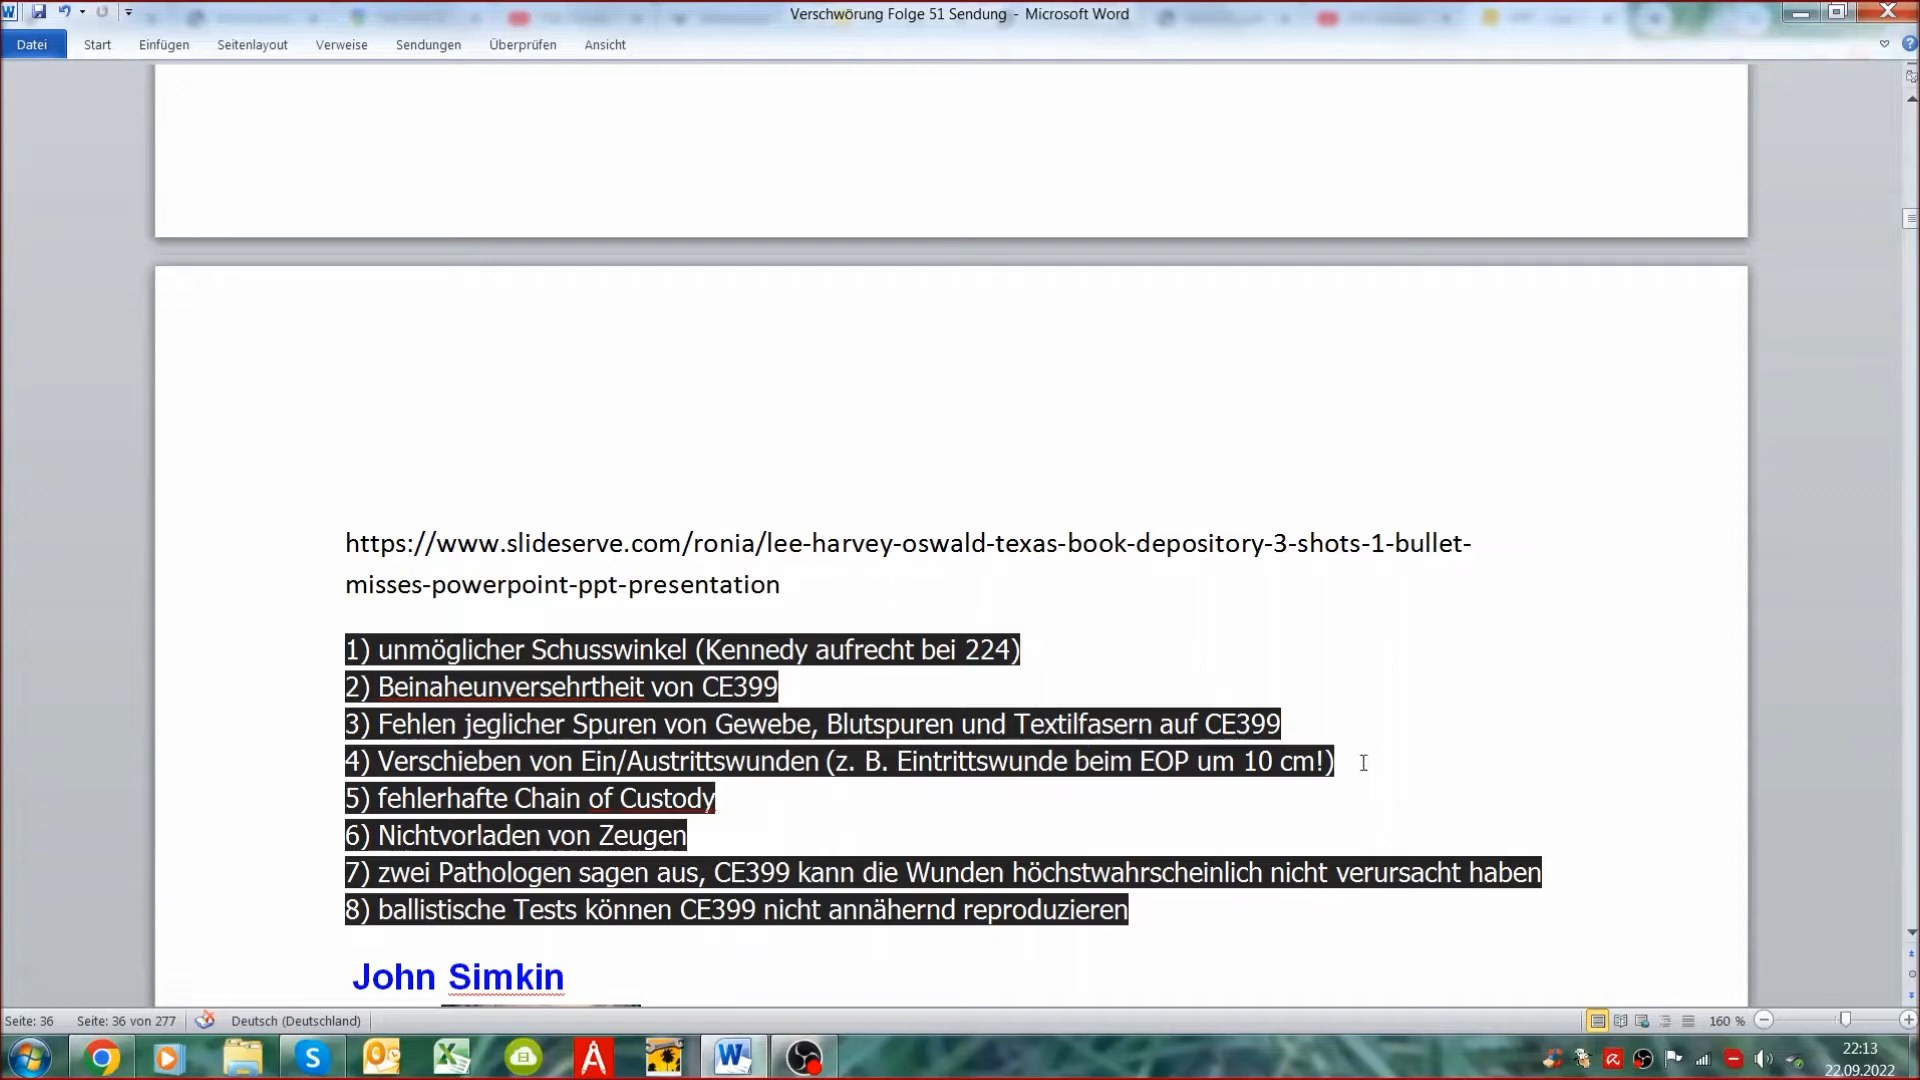 Verschwörung Folge 51 Sendung - Microsoft Word
Datei Start Einfügen Seitenlayout Verweise Sendungen Überprüfen Ansicht
https://www.slideserve.com/ronia/lee-harvey-oswald-texas-book-depository-3-shots-1-bullet-
misses-powerpoint-ppt-presentation
1) unmöglicher Schusswinkel (Kennedy aufrecht bei 224)
2) Beinaheunversehrtheit von CE399
3) Fehlen jeglicher Spuren von Gewebe, Blutspuren und Textilfasern auf CE399
4) Verschieben von Ein/Austrittswunden (z. B. Eintrittswunde beim EOP um 10 cm!)
5) fehlerhafte Chain of Custody
6) Nichtvorladen von Zeugen
7) zwei Pathologen sagen aus, CE399 kann die Wunden höchstwahrscheinlich nicht verursacht haben
8) ballistische Tests können CE399 nicht annähernd reproduzieren
John Simkin
Seite: 36 Seite: 36 von 277 Deutsch (Deutschland) 160 %
22:13
22.09.2022